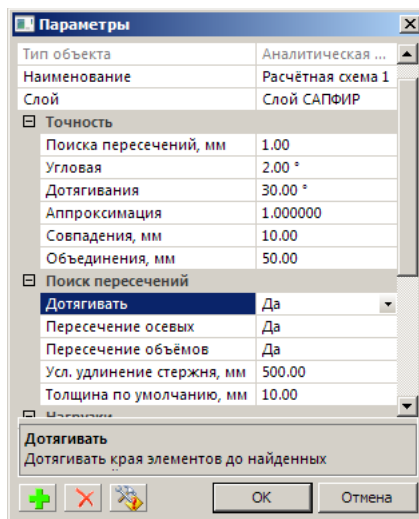 Параметры
Тип объекта Аналитическая ...
Наименование Расчётная схема 1
Слой Слой САПФИР
Точность
Поиска пересечений, мм 1.00
Угловая 2.00 °
Дотягивания 30.00 °
Аппроксимация 1.000000
Совпадения, мм 10.00
Объединения, мм 50.00
Поиск пересечений
Дотягивать Да
Пересечение осевых Да
Пересечение объёмов Да
Усл. удлинение стержня, мм 500.00
Толщина по умолчанию, мм 10.00
Нагрузки
Дотягивать
Дотягивать края элементов до найденных
OK Отмена